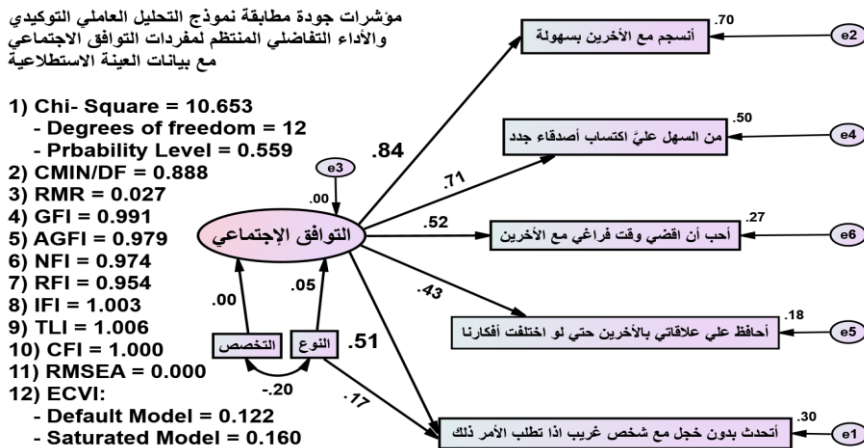 مؤشرات جودة مطابقة نموذج التحليل العاملي التوكيدي
والأداء التفاضلي المنتظم لمفردات التوافق الاجتماعي
مع بيانات العينة الاستطلاعية
1) Chi- Square = 10.653
- Degrees of freedom = 12
- Prbability Level = 0.559
2) CMIN/DF = 0.888
3) RMR = 0.027
4) GFI = 0.991
5) AGFI = 0.979
6) NFI = 0.974
7) RFI = 0.954
8) IFI = 1.003
9) TLI = 1.006
10) CFI = 1.000
11) RMSEA = 0.000
12) ECVI:
- Default Model = 0.122
- Saturated Model = 0.160
e3
.00
التوافق الإجتماعي
.00
.05
التخصص
النوع
-.20
.84
.70
أنسجم مع الأخرين بسهولة
e2
.71
.50
من السهل عليَّ اكتساب أصدقاء جدد
e4
.52
.27
أحب أن اقضي وقت فراغي مع الأخرين
e6
.43
.18
أحافظ علي علاقاتي بالأخرين حتي لو اختلفت أفكارنا
e5
.51
.17
.30
أتحدث بدون خجل مع شخص غريب اذا تطلب الأمر ذلك
e1